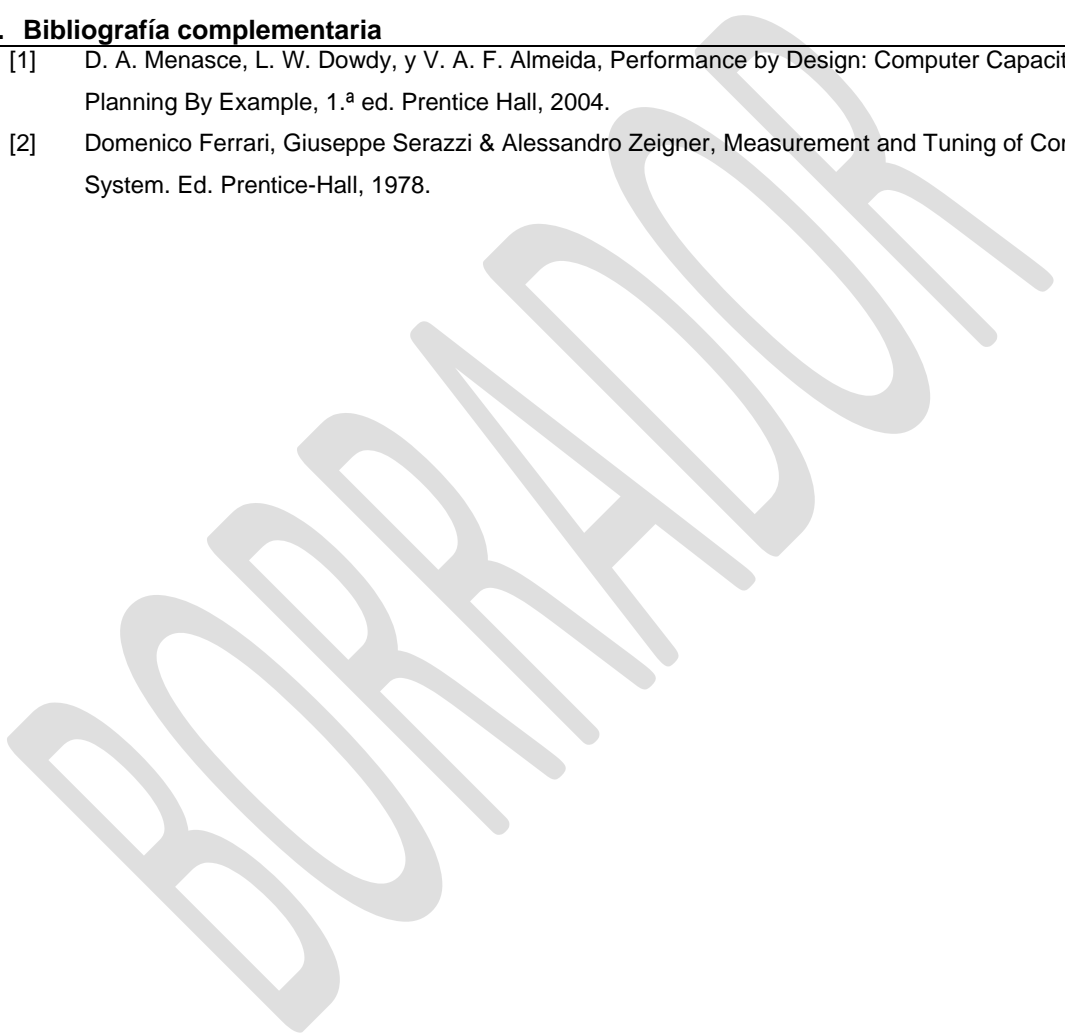 . Bibliografía complementaria
[1] D. A. Menasce, L. W. Dowdy, y V. A. F. Almeida, Performance by Design: Computer Capacit
Planning By Example, 1.ª ed. Prentice Hall, 2004.
[2] Domenico Ferrari, Giuseppe Serazzi & Alessandro Zeigner, Measurement and Tuning of Co
System. Ed. Prentice-Hall, 1978.
BORRADOR